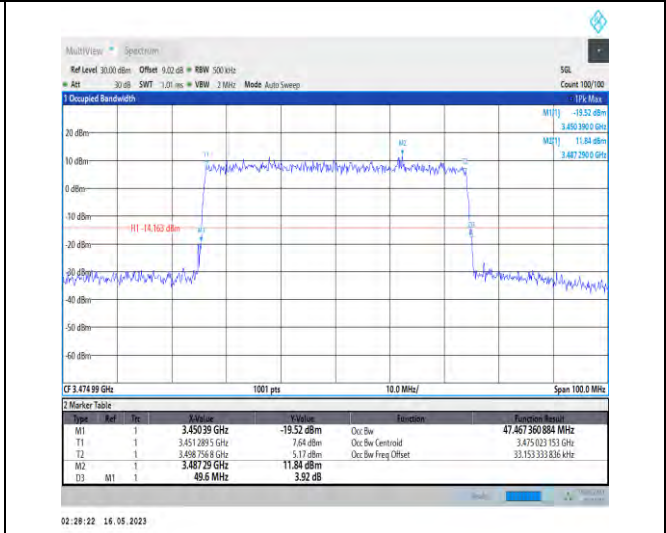 MultiView Spectrum
Ref Level 30.00 dBm Offset 9.02 dB RBW 500 kHz SGL
Att 30 dB SWT 1.01 ms VBW 2 MHz Mode Auto Sweep Count 100/100
1 Occupied Bandwidth 1Pk Max
M1[1] -19.52 dBm
3.450 390 0 GHz
M2[1] 11.84 dBm
3.487 290 0 GHz
20 dBm
M2
10 dBm
0 dBm
-10 dBm
H1 -14.163 dBm
-30 dBm
-40 dBm
-50 dBm
-60 dBm
CF 3.474 99 GHz 1001 pts 10.0 MHz/ Span 100.0 MHz
2 Marker Table
Type Ref Trc X-Value Y-Value Function Function Result
M1 1 3.45039 GHz -19.52 dBm Occ Bw 47.467 360 884 MHz
T1 1 3.451 289 5 GHz 7.64 dBm Occ Bw Centroid 3.475 023 153 GHz
T2 1 3.498 756 8 GHz 5.17 dBm Occ Bw Freq Offset 33.153 333 836 kHz
M2 1 3.48729 GHz 11.84 dBm
D3 M1 1 49.6 MHz 3.92 dB
02:28:22 16.05.2023